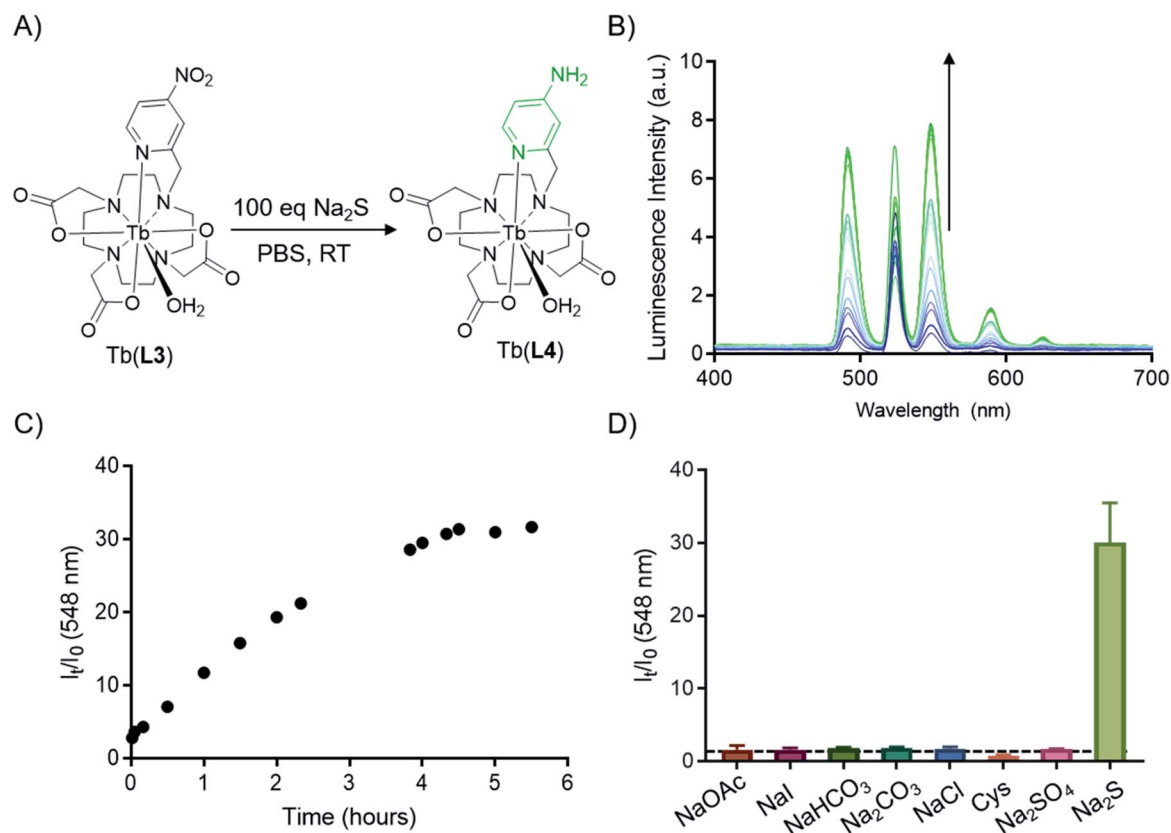 A)
NO₂
N
O
O
N
N
Tb
O
O
N
N
O
O
OH₂
Tb(L3)
100 eq Na₂S
PBS, RT
NH₂
N
O
O
N
N
Tb
O
O
N
N
O
O
OH₂
Tb(L4)
B)
Luminescence Intensity (a.u.)
10
8
6
4
2
0
400
500
600
700
Wavelength (nm)
C)
Iₜ/I₀ (548 nm)
40
30
20
10
0
0
1
2
3
4
5
6
Time (hours)
D)
Iₜ/I₀ (548 nm)
40
30
20
10
0
NaOAc
NaI
NaHCO₃
Na₂CO₃
NaCl
Cys
Na₂SO₄
Na₂S